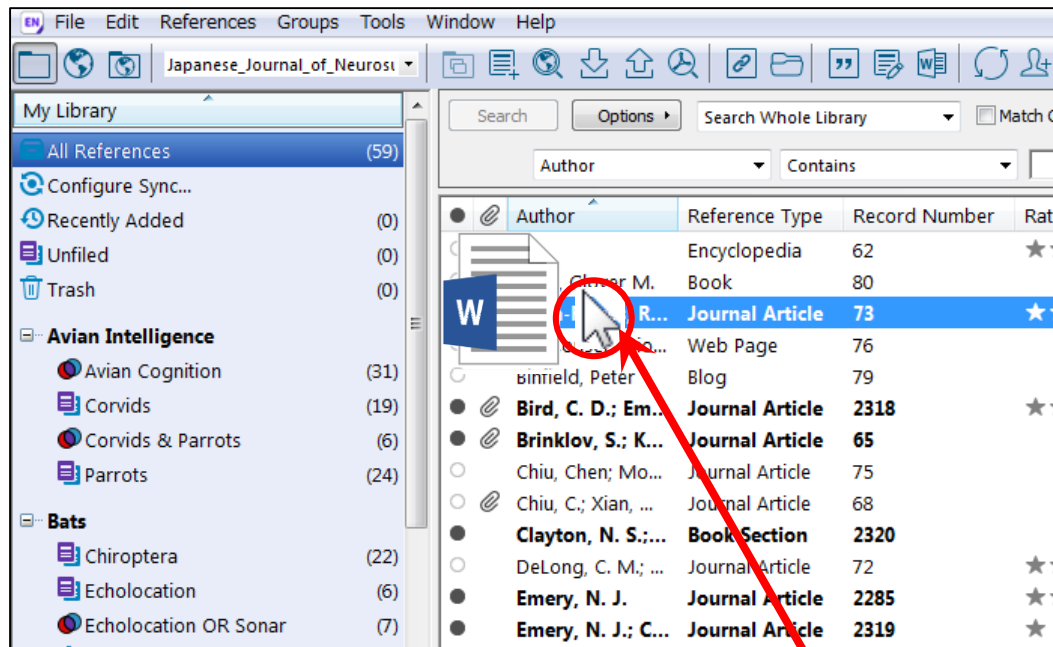 EN File Edit References Groups Tools Window Help
Japanese_Journal_of_Neurosu
My Library
All References (59)
Configure Sync...
Recently Added (0)
Unfiled (0)
Trash (0)
Avian Intelligence
Avian Cognition (31)
Corvids (19)
Corvids & Parrots (6)
Parrots (24)
Bats
Chiroptera (22)
Echolocation (6)
Echolocation OR Sonar (7)
Search Options Search Whole Library Match
Author Contains
Author Reference Type Record Number Rat
Encyclopedia 62
M. Book 80
R... Journal Article 73
W
Web Page 76
Binfield, Peter Blog 79
Bird, C. D.; Em... Journal Article 2318
Brinklov, S.; K... Journal Article 65
Chiu, Chen; Mo... Journal Article 75
Chiu, C.; Xian, ... Journal Article 68
Clayton, N. S.;... Book Section 2320
DeLong, C. M.; ... Journal Article 72
Emery, N. J. Journal Article 2285
Emery, N. J.; C... Journal Article 2319